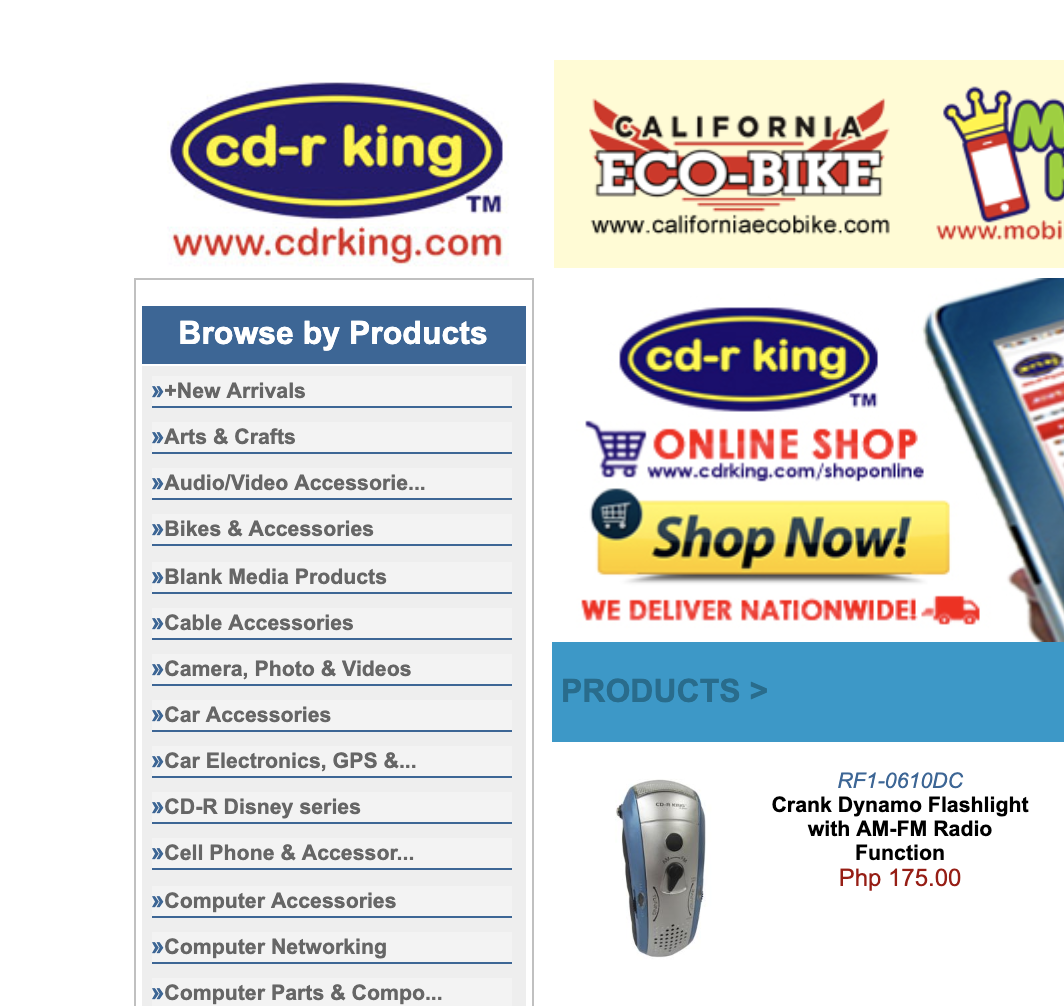 cd-r king
TM
www.cdrking.com
CALIFORNIA
ECO-BIKE
www.californiaecobike.com
www.mobi
Browse by Products
»+New Arrivals
»Arts & Crafts
»Audio/Video Accessorie...
»Bikes & Accessories
»Blank Media Products
»Cable Accessories
»Camera, Photo & Videos
»Car Accessories
»Car Electronics, GPS &...
»CD-R Disney series
»Cell Phone & Accessor...
»Computer Accessories
»Computer Networking
»Computer Parts & Compo...
cd-r king
TM
ONLINE SHOP
www.cdrking.com/shoponline
Shop Now!
WE DELIVER NATIONWIDE!
PRODUCTS >
CD-R KING
RF1-0610DC
Crank Dynamo Flashlight
with AM-FM Radio
Function
Php 175.00